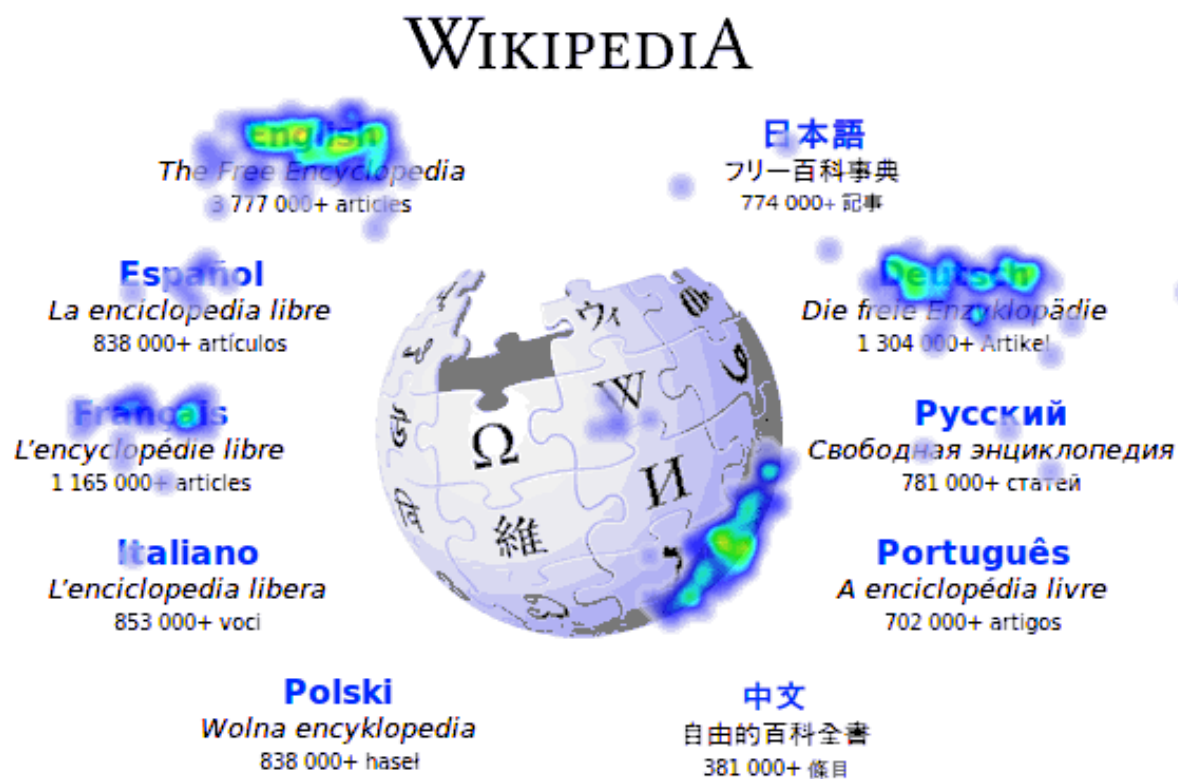 WIKIPEDIA
English
The Free Encyclopedia
3 777 000+ articles
日本語
フリー百科事典
774 000+ 記事
Español
La enciclopedia libre
838 000+ artículos
Deutsch
Die freie Enzyklopädie
1 304 000+ Artikel
Français
L'encyclopédie libre
1 165 000+ articles
Русский
Свободная энциклопедия
781 000+ статей
Italiano
L'enciclopedia libera
853 000+ voci
Português
A enciclopédia livre
702 000+ artigos
Polski
Wolna encyklopedia
838 000+ haseł
中文
自由的百科全書
381 000+ 條目
ウィ
W
Ω
И
維